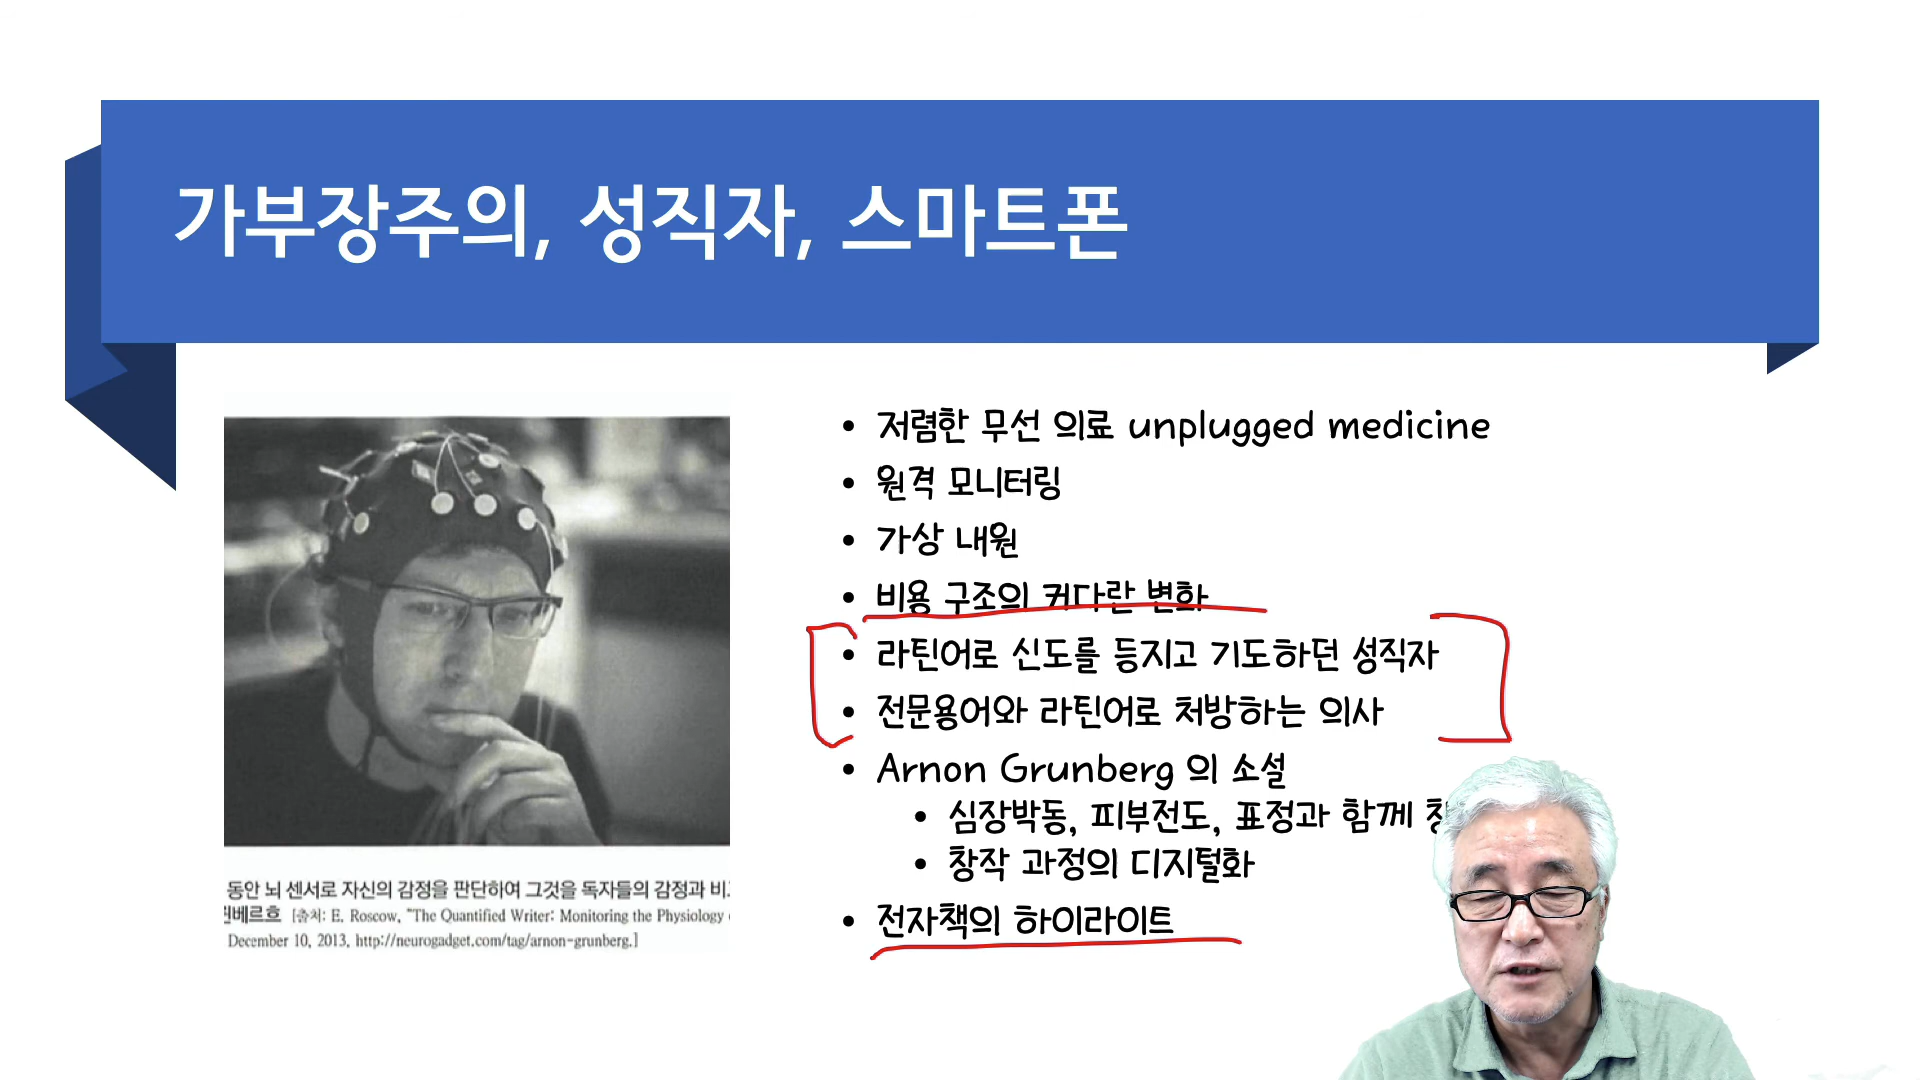 가부장주의, 성직자, 스마트폰
동안 뇌 센서로 자신의 감정을 판단하여 그것을 독자들의 감정과
[출처: E. Roscow, "The Quantified Writer: Monitoring the Physiology
December 10, 2013, http://neurogadget.com/tag/arnon-grunberg.]
• 저렴한 무선 의료 unplugged medicine
• 원격 모니터링
• 가상 내원
• 비용 구조의 커다란 변화
• 라틴어로 신도를 등지고 기도하던 성직자
• 전문용어와 라틴어로 처방하는 의사
• Arnon Grunberg 의 소설
• 심장박동, 피부전도, 표정과 함께
• 창작 과정의 디지털화
• 전자책의 하이라이트